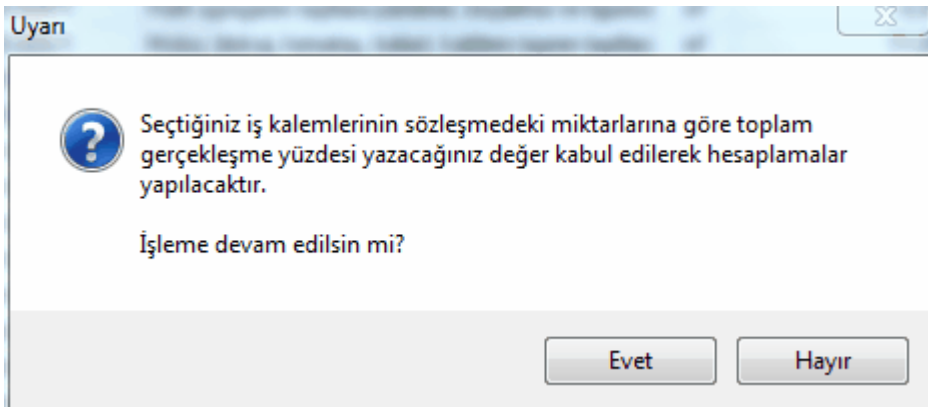 Uyarı
Seçtiğiniz iş kalemlerinin sözleşmedeki miktarlarına göre toplam
gerçekleşme yüzdesi yazacağınız değer kabul edilerek hesaplamalar
yapılacaktır.
İşleme devam edilsin mi?
Evet
Hayır